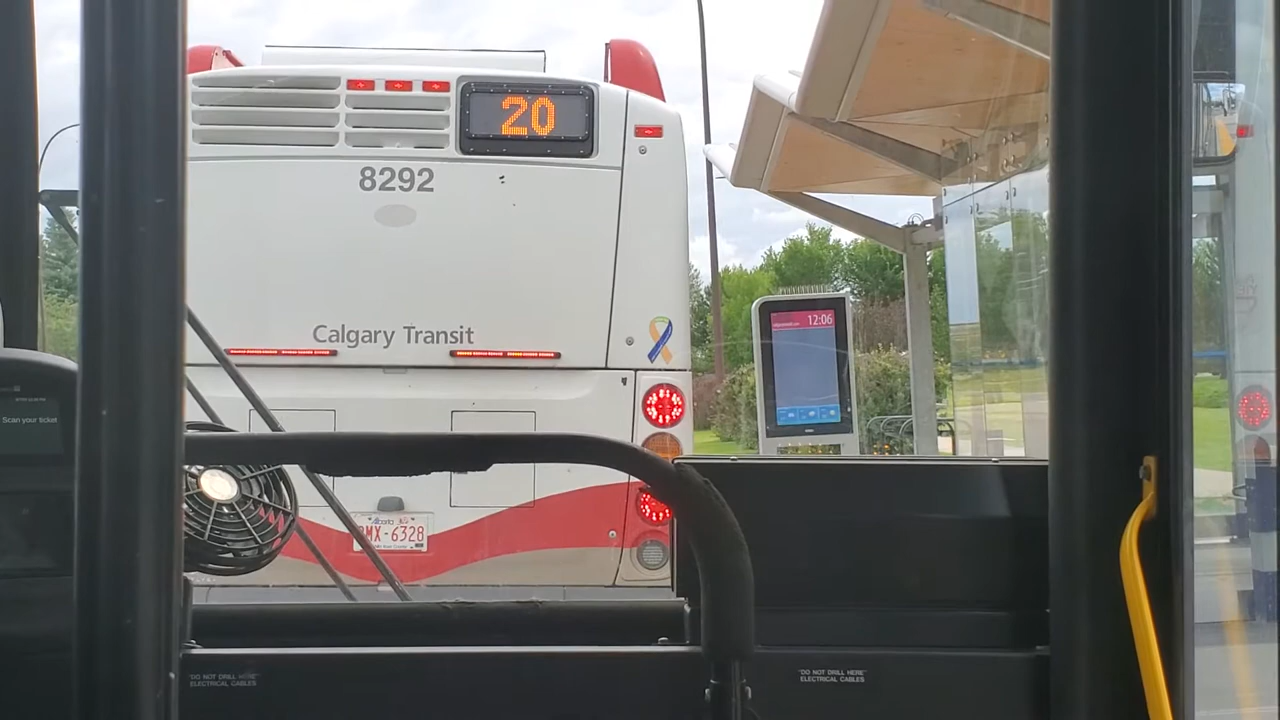 20
8292
Calgary Transit
12:06
Scan your ticket
Alberta
MX-6328
"DO NOT DRILL HERE"
ELECTRICAL CABLES
"DO NOT DRILL HERE"
ELECTRICAL CABLES